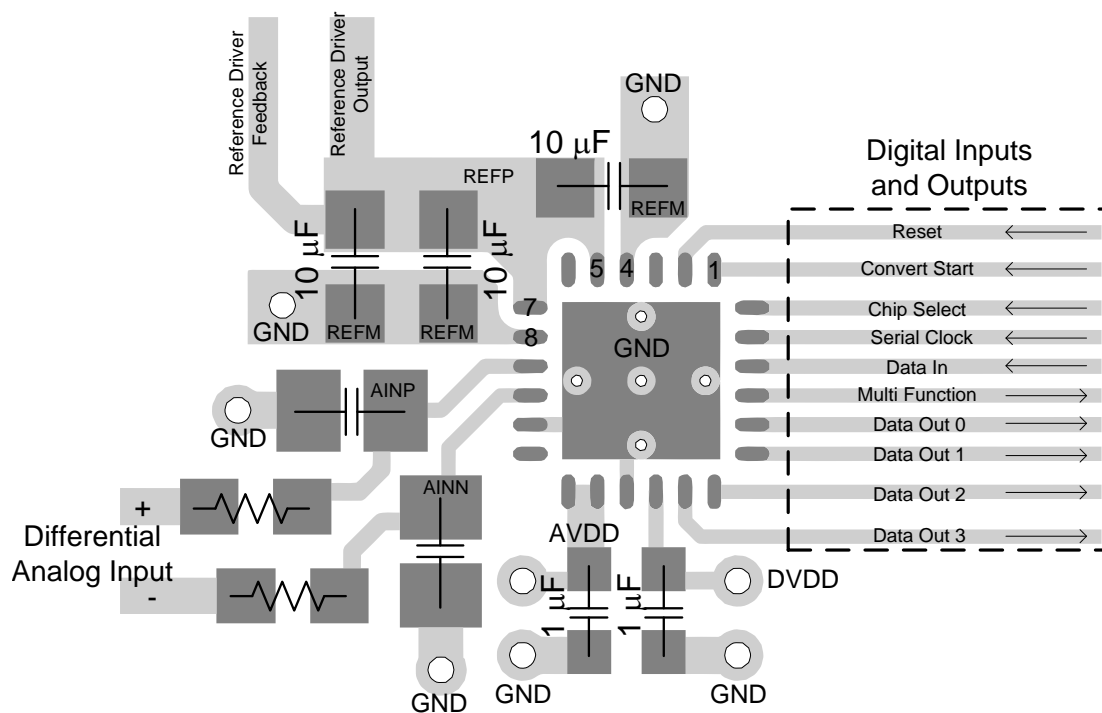 Reference Driver
Feedback
Reference Driver
Output
GND
10 μF
REFP
REFM
Digital Inputs
and Outputs
Reset
Convert Start
Chip Select
Serial Clock
Data In
Multi Function
Data Out 0
Data Out 1
Data Out 2
Data Out 3
10 μF
10 μF
5
4
1
7
8
GND
REFM
REFM
GND
AINP
GND
AINN
+
Differential
Analog Input
-
AVDD
DVDD
1 μF
1 μF
GND
GND
GND